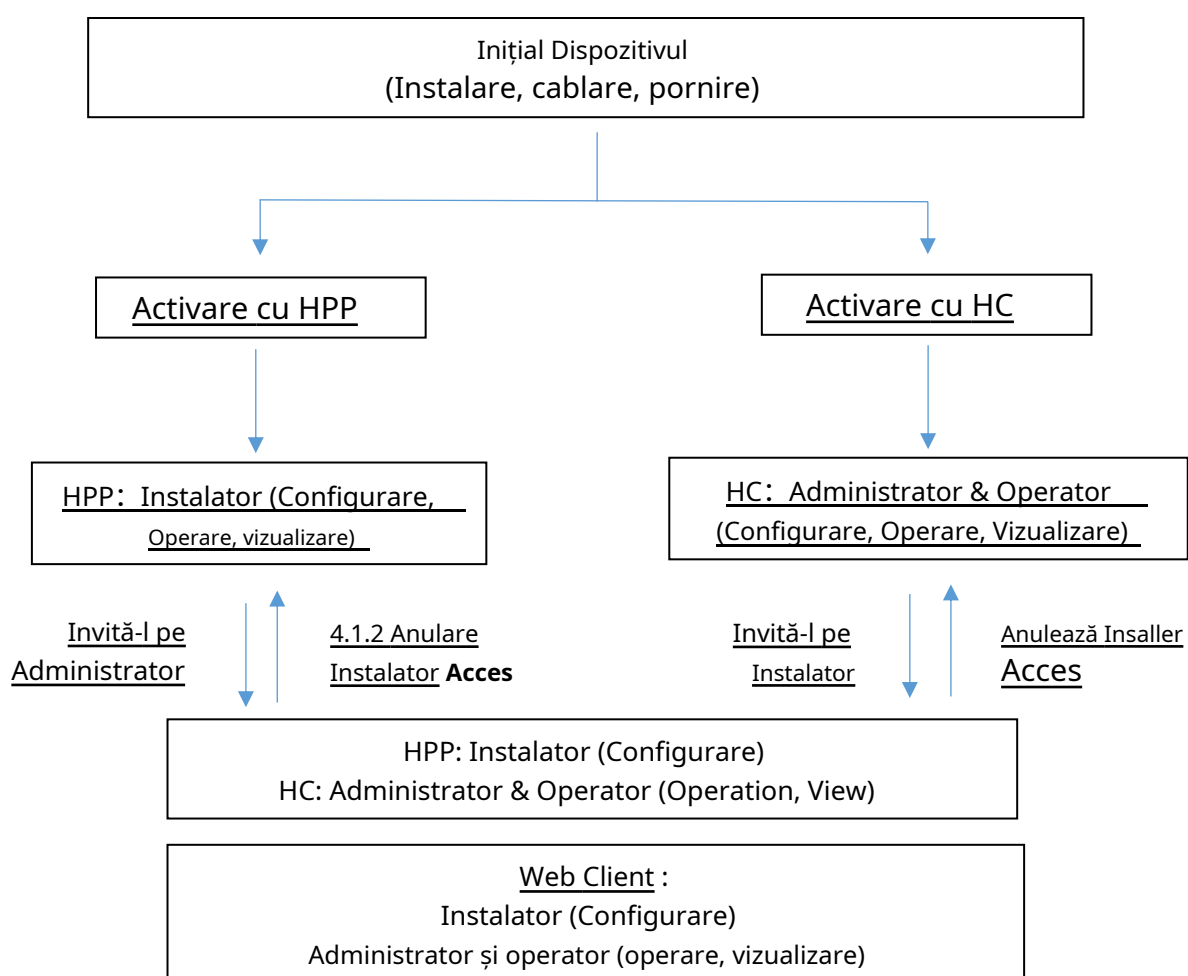 Inițial Dispozitivul
(Instalare, cablare, pornire)
Activare cu HPP
Activare cu HC
HPP：Instalator (Configurare,
Operare, vizualizare)
HC：Administrator & Operator
(Configurare, Operare, Vizualizare)
Invită-l pe
Administrator
4.1.2 Anulare
Instalator Acces
Invită-l pe
Instalator
Anulează Insaller
Acces
HPP: Instalator (Configurare)
HC: Administrator & Operator (Operation, View)
Web Client :
Instalator (Configurare)
Administrator și operator (operare, vizualizare)